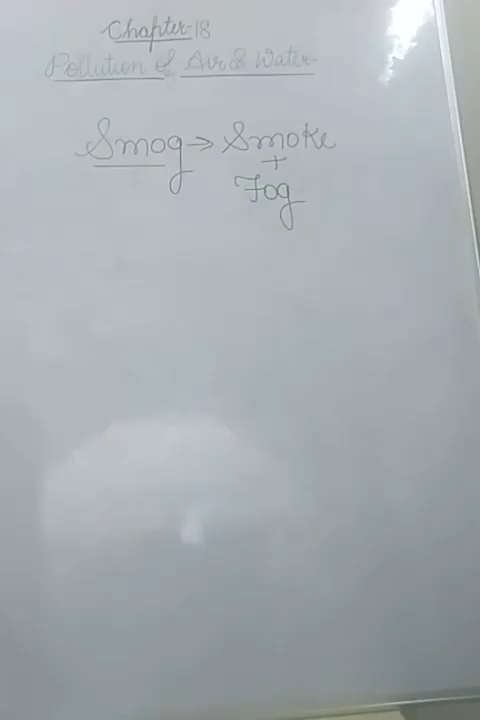 Chapter-18
Pollution of Air & Water
Smog → Smoke
+
Fog